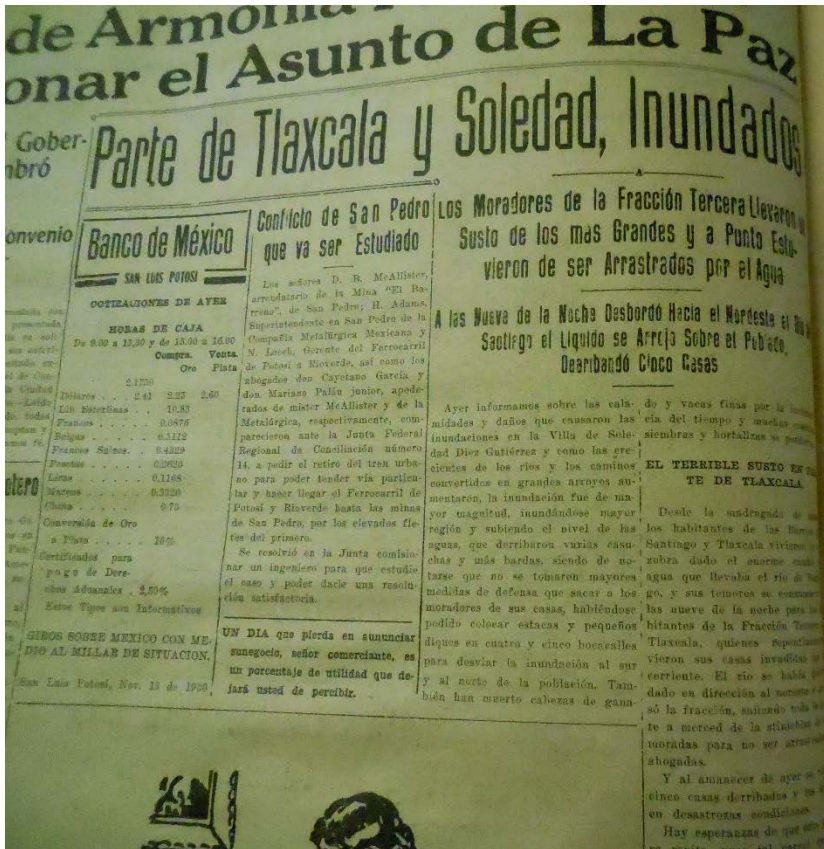 de Armonía
onar el Asunto de La Paz
Gober-
mbró
onvenio
otero
Parte de Tlaxcala y Soledad, Inundados
Banco de México
SAN LUIS POTOSI
COTIZACIONES DE AYER
HORAS DE CAJA
De 9.00 a 13,30 y de 15.00 a 16.00
Compra. Venta.
Oro Plata
2.1750
Dólares . . . . 2.41 2.23 2.60
Lib Esterlinas . 10.83
Francos . . . . 0.0876
Belgas . . . . 0.3112
Francos Suizos. 0.4329
Pesetas . . . . 0.2625
Liras . . . . 0.1168
Marcos . . . . 0.5320
China . . . . 0.75
Conversión de Oro
a Plata . . . . 16%
Certificados para
pago de Dere-
chos Aduanales . 2,50%
Estos Tipos son Informativos
GIROS SOBRE MEXICO CON ME-
DIO AL MILLAR DE SITUACION.
San Luis Potosí, Nov. 13 de 1930
Conflicto de San Pedro
que va ser Estudiado
Los señores D. R. McAllister,
arrendatario de la Mina "El Ba-
rreno", de San Pedro; H. Adams,
Superintendente en San Pedro de la
Compañía Metalúrgica Mexicana y
N. Leeck, Gerente del Ferrocarril
de Potosí a Rioverde, así como los
abogados don Cayetano García y
don Mariano Palau junior, apode-
rados de mister McAllister y de la
Metalúrgica, respectivamente, com-
parecieron ante la Junta Federal
Regional de Conciliación número
14, a pedir el retiro del tren urba-
no para poder tender vía particu-
lar y hacer llegar el Ferrocarril de
Potosí y Rioverde hasta las minas
de San Pedro, por los elevados fle-
tes del primero.
Se resolvió en la Junta comisio-
nar un ingeniero para que estudie
el caso y poder darle una resolu-
ción satisfactoria.
UN DIA que pierda en anunciar
sunegocio, señor comerciante, es
un porcentaje de utilidad que de-
jará usted de percibir.
Los Moradores de la Fracción Tercera Llevaron
Susto de los mas Grandes y a Punto Estu-
vieron de ser Arrastrados por el Agua
A las Nueve de la Noche Desbordó Hacia el Nordeste el
Santiago el Líquido se Arrojo Sobre el Poblado,
Dearibando Cinco Casas
Ayer informamos sobre las cala-
midades y daños que causaron las
inundaciones en la Villa de Sole-
dad Diez Gutiérrez y como las cre-
cientes de los ríos y los caminos
convertidos en grandes arroyos au-
mentaron, la inundación fue de ma-
yor magnitud, inundándose mayor
región y subiendo el nivel de las
aguas, que derribaron varias casu-
chas y más bardas, siendo de no-
tarse que no se tomaron mayores
medidas de defensa que sacar a los
moradores de sus casas, habiéndose
podido colocar estacas y pequeños
diques en cuatro y cinco bocacalles
para desviar la inundación al sur
y al norte de la población. Tam-
bién han muerto cabezas de gana-
do y vacas finas por la
cia del tiempo y muchas
siembras y hortalizas se
EL TERRIBLE SUSTO EN
TE DE TLAXCALA
Desde la madrugada de
los habitantes de los
Santiago y Tlaxcala vivieron
zobra dado el enorme
agua que llevaba el río de
go, y sus temores se
las nueve de la noche para
bitantes de la Fracción
Tlaxcala, quienes
vieron sus casas invadidas
corriente. El río se había
dado en dirección al
só la fracción, saliendo toda
te a merced de la
moradas para no ser
ahogadas.
Y al amanecer de ayer se
cinco casas derribadas y
en desastrozas condiciones.
Hay esperanzas de que